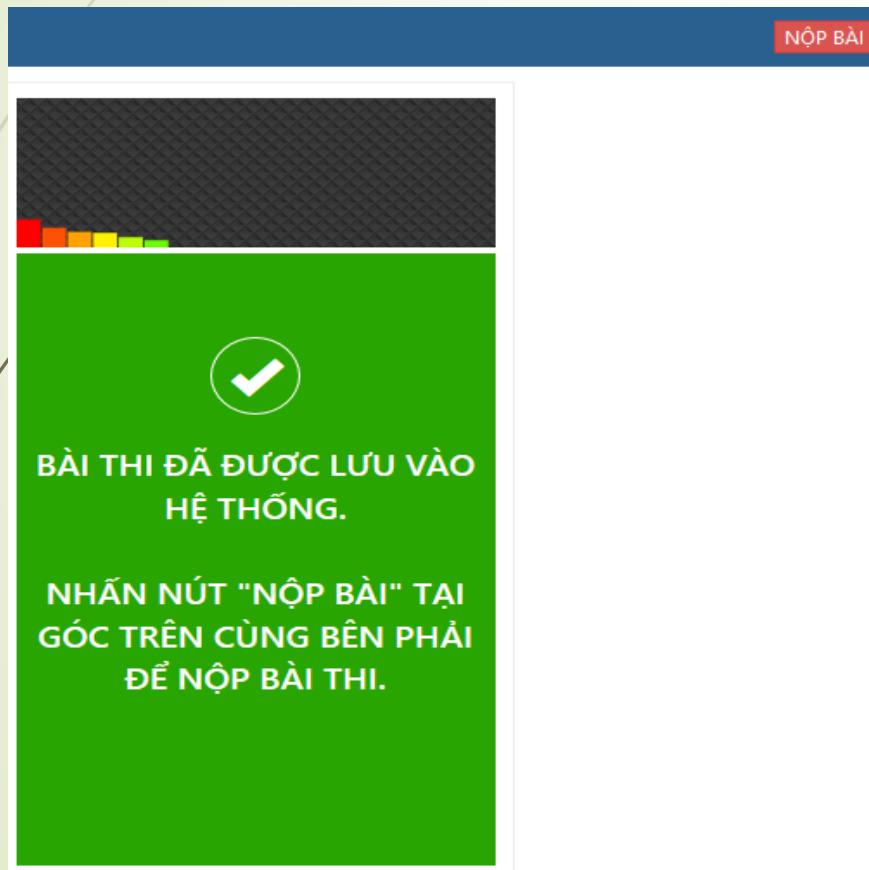 NỘP BÀI
BÀI THI ĐÃ ĐƯỢC LƯU VÀO
HỆ THỐNG.
NHẤN NÚT "NỘP BÀI" TẠI
GÓC TRÊN CÙNG BÊN PHẢI
ĐỂ NỘP BÀI THI.